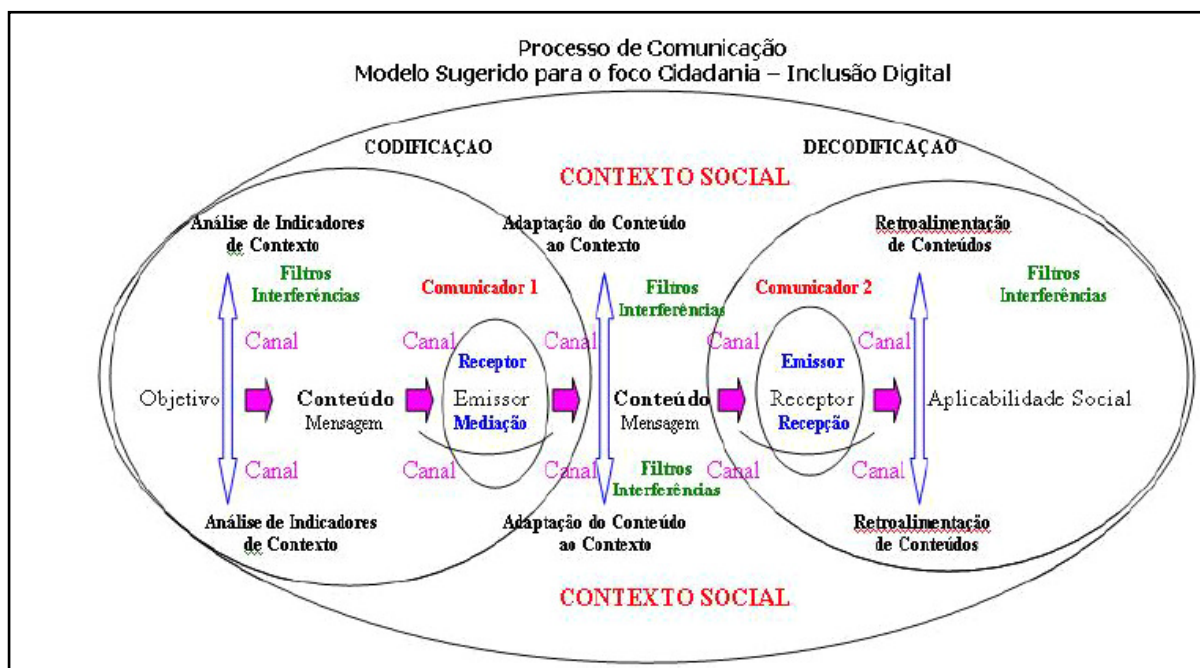 Processo de Comunicação
Modelo Sugerido para o foco Cidadania – Inclusão Digital
CODIFICAÇAO
DECODIFICAÇAO
CONTEXTO SOCIAL
Análise de Indicadores
de Contexto
Adaptação do Conteúdo
ao Contexto
Retroalimentação
de Conteúdos
Filtros
Interferências
Comunicador 1
Filtros
Interferências
Comunicador 2
Filtros
Interferências
Canal
Canal
Canal
Canal
Canal
Objetivo
Conteúdo
Mensagem
Receptor
Emissor
Mediação
Conteúdo
Mensagem
Emissor
Receptor
Recepção
Aplicabilidade Social
Canal
Canal
Canal
Filtros
Interferências
Canal
Canal
Análise de Indicadores
de Contexto
Adaptação do Conteúdo
ao Contexto
Retroalimentação
de Conteúdos
CONTEXTO SOCIAL